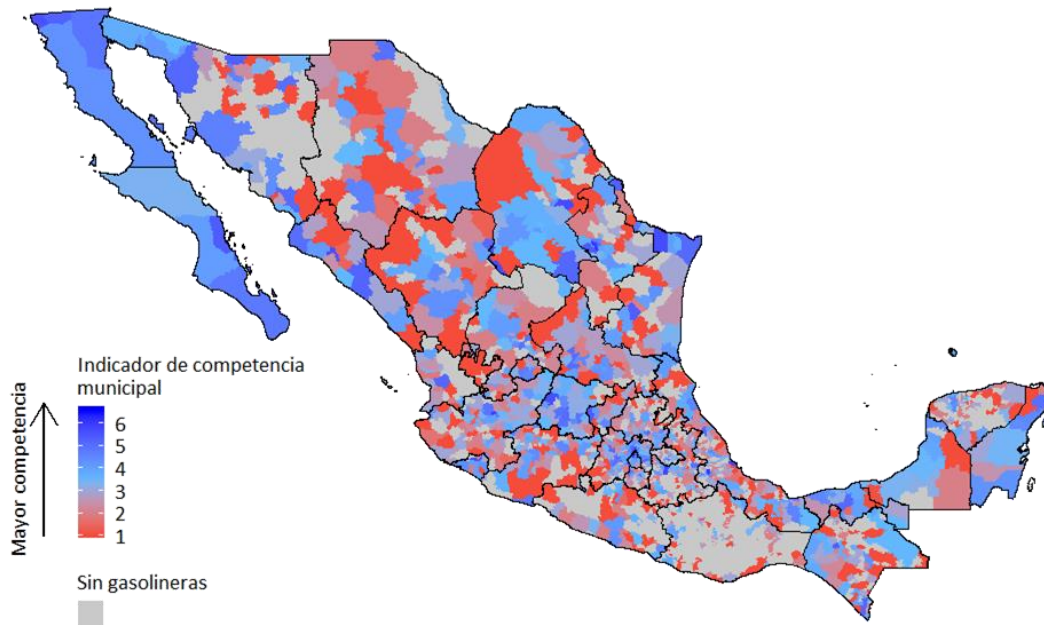 Indicador de competencia
municipal
Mayor competencia
6
5
4
3
2
1
Sin gasolineras